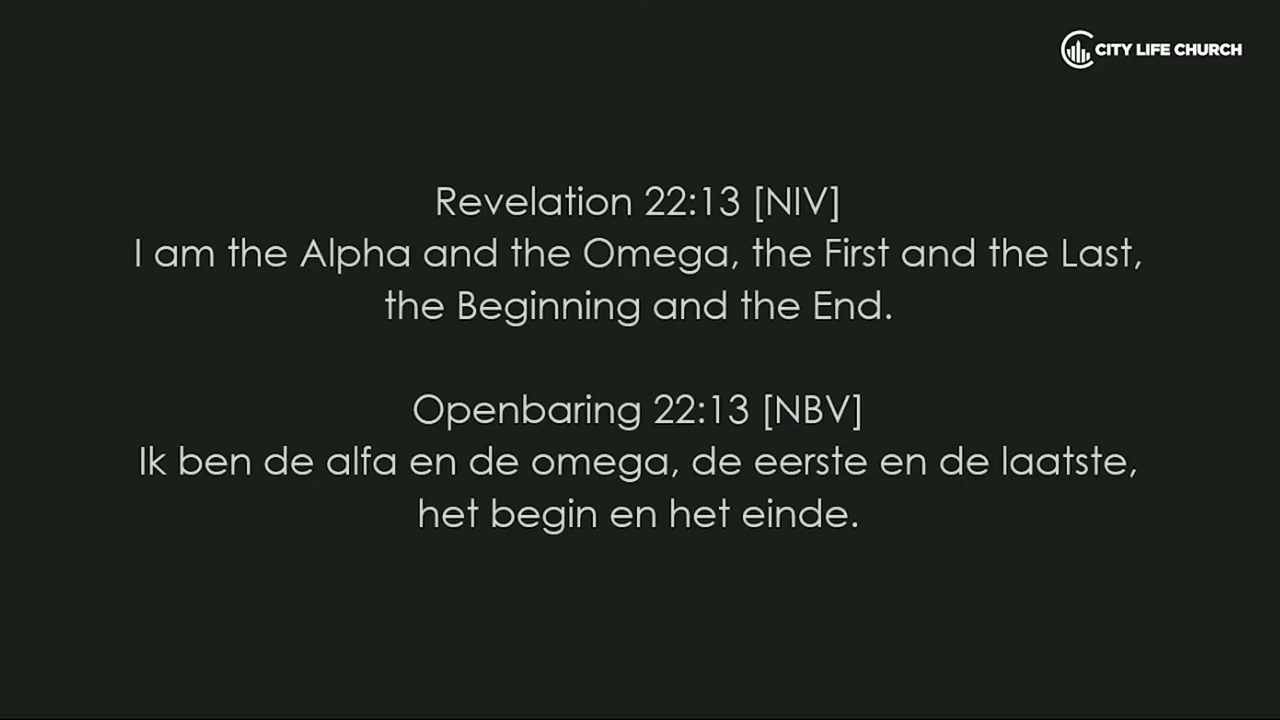 CITY LIFE CHURCH
Revelation 22:13 [NIV]
I am the Alpha and the Omega, the First and the Last,
the Beginning and the End.
Openbaring 22:13 [NBV]
Ik ben de alfa en de omega, de eerste en de laatste,
het begin en het einde.